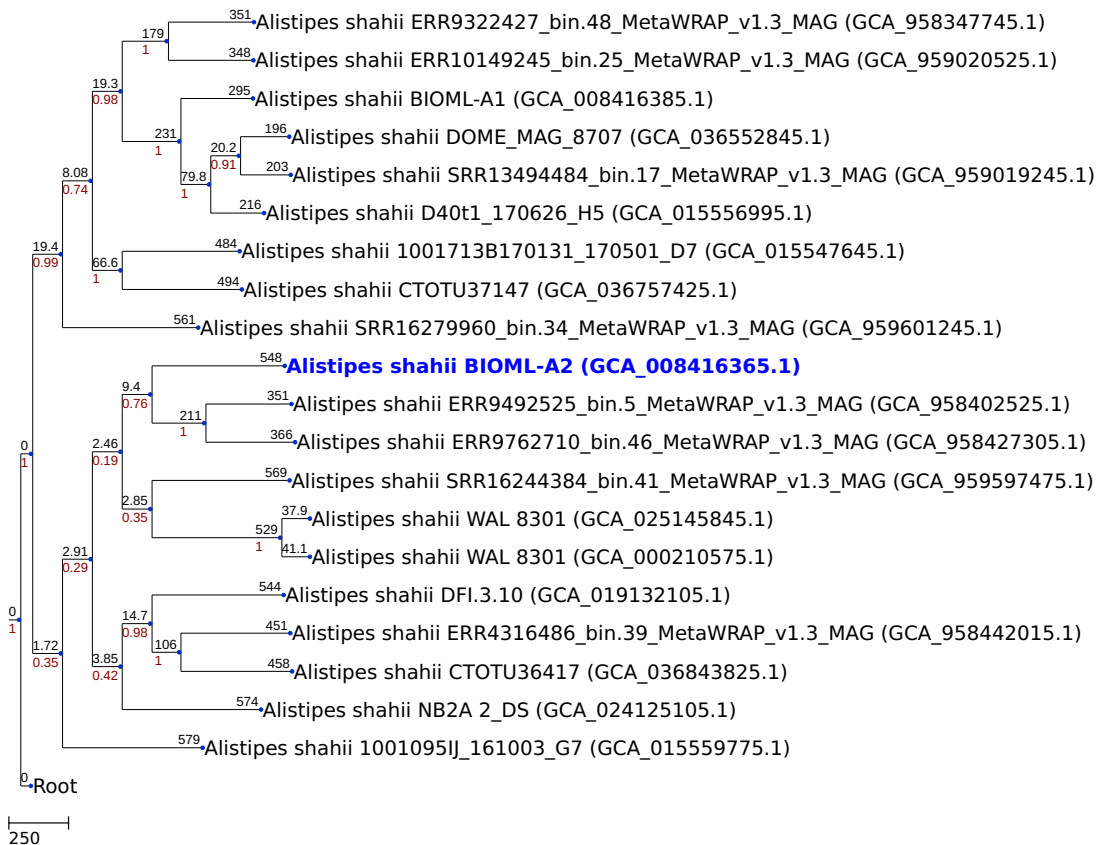 351 Alistipes shahii ERR9322427_bin.48_MetaWRAP_v1.3_MAG (GCA_958347745.1)
179
1
348 Alistipes shahii ERR10149245_bin.25_MetaWRAP_v1.3_MAG (GCA_959020525.1)
19.3
0.98
295 Alistipes shahii BIOML-A1 (GCA_008416385.1)
231
1
196 Alistipes shahii DOME_MAG_8707 (GCA_036552845.1)
20.2
0.91
203 Alistipes shahii SRR13494484_bin.17_MetaWRAP_v1.3_MAG (GCA_959019245.1)
79.8
1
8.08
0.74
216 Alistipes shahii D40t1_170626_H5 (GCA_015556995.1)
19.4
0.99
484 Alistipes shahii 1001713B170131_170501_D7 (GCA_015547645.1)
66.6
1
494 Alistipes shahii CTOTU37147 (GCA_036757425.1)
561 Alistipes shahii SRR16279960_bin.34_MetaWRAP_v1.3_MAG (GCA_959601245.1)
548 Alistipes shahii BIOML-A2 (GCA_008416365.1)
9.4
0.76
351 Alistipes shahii ERR9492525_bin.5_MetaWRAP_v1.3_MAG (GCA_958402525.1)
211
1
366 Alistipes shahii ERR9762710_bin.46_MetaWRAP_v1.3_MAG (GCA_958427305.1)
2.46
0.19
0
1
569 Alistipes shahii SRR16244384_bin.41_MetaWRAP_v1.3_MAG (GCA_959597475.1)
2.85
0.35
37.9 Alistipes shahii WAL 8301 (GCA_025145845.1)
529
1
41.1 Alistipes shahii WAL 8301 (GCA_000210575.1)
2.91
0.29
544 Alistipes shahii DFI.3.10 (GCA_019132105.1)
14.7
0.98
0
1
451 Alistipes shahii ERR4316486_bin.39_MetaWRAP_v1.3_MAG (GCA_958442015.1)
106
1
1.72
0.35
3.85
0.42
458 Alistipes shahii CTOTU36417 (GCA_036843825.1)
574 Alistipes shahii NB2A 2_DS (GCA_024125105.1)
579 Alistipes shahii 1001095IJ_161003_G7 (GCA_015559775.1)
0 Root
250